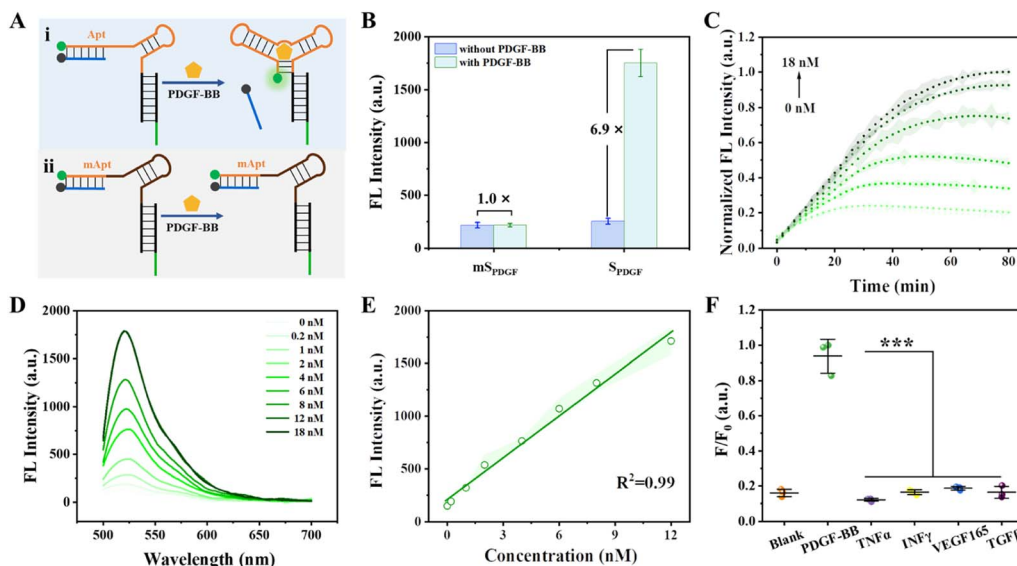 A
i
Apt
PDGF-BB
ii
mApt
mApt
PDGF-BB
B
FL Intensity (a.u.)
2000
1500
1000
500
0
without PDGF-BB
with PDGF-BB
6.9 ×
1.0 ×
mSPDGF
SPDGF
C
Normalized FL Intensity (a.u.)
1.2
1.0
0.8
0.6
0.4
0.2
0.0
18 nM
0 nM
0 20 40 60 80
Time (min)
D
FL Intensity (a.u.)
2000
1500
1000
500
0
0 nM
0.2 nM
1 nM
2 nM
4 nM
6 nM
8 nM
12 nM
18 nM
500 550 600 650 700
Wavelength (nm)
E
FL Intensity (a.u.)
2000
1500
1000
500
0
R²=0.99
0 3 6 9 12
Concentration (nM)
F
F/F₀ (a.u.)
1.2
1.0
0.8
0.6
0.4
0.2
0.0
***
Blank PDGF-BB TNFα INFγ VEGF165